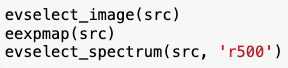 evselect_image(src)
eexpmap(src)
evselect_spectrum(src, 'r500')